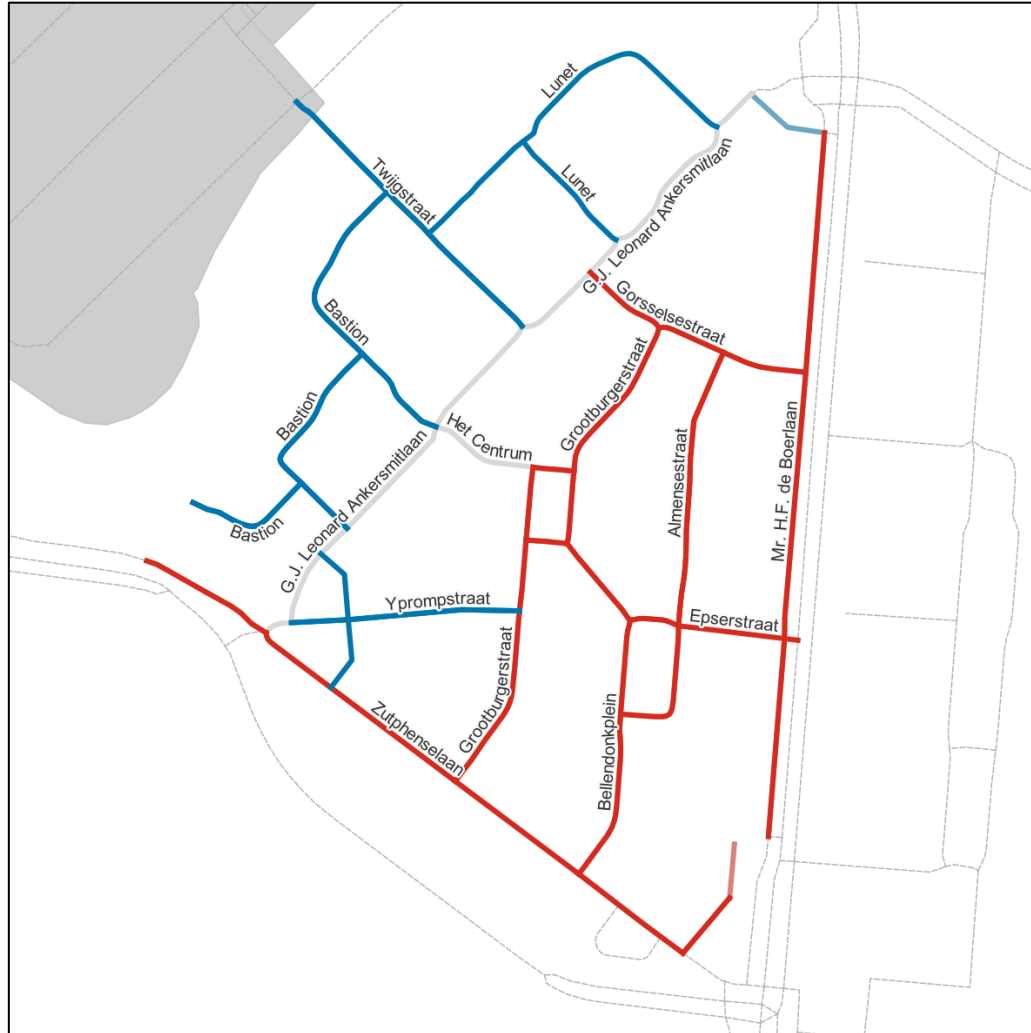 Lunet
Twijgstraat
Lunet
G.J. Leonard Ankersmitlaan
Gorsselsestraat
Bastion
Grootburgerstraat
Bastion
Het Centrum
Almensestraat
Mr. H.F. de Boerlaan
G.J. Leonard Ankersmitlaan
Bastion
Yprompstraat
Epserstraat
Grootburgerstraat
Zutphenselaan
Bellendonkplein